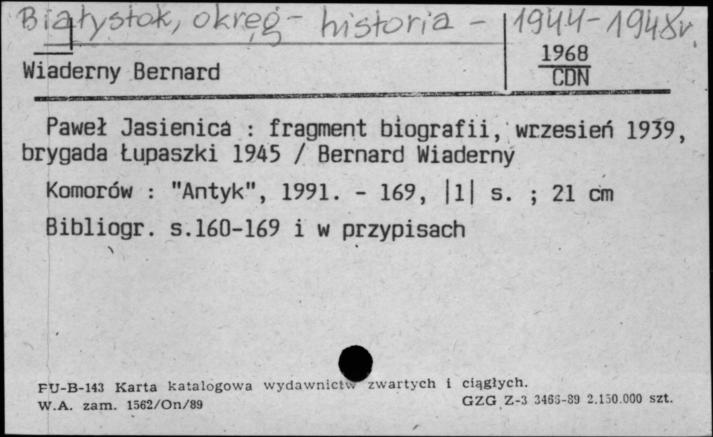 Białystok, okręg - historia - 1944-1948r.
Wiaderny Bernard
1968
CDN
Paweł Jasienica : fragment biografii, wrzesień 1939,
brygada Łupaszki 1945 / Bernard Wiaderny
Komorów : "Antyk", 1991. - 169, |1| s. ; 21 cm
Bibliogr. s.160-169 i w przypisach
PU-B-143 Karta katalogowa wydawnictw zwartych i ciągłych.
W.A. zam. 1562/On/89
GZG Z-3 3466-89 2.150.000 szt.